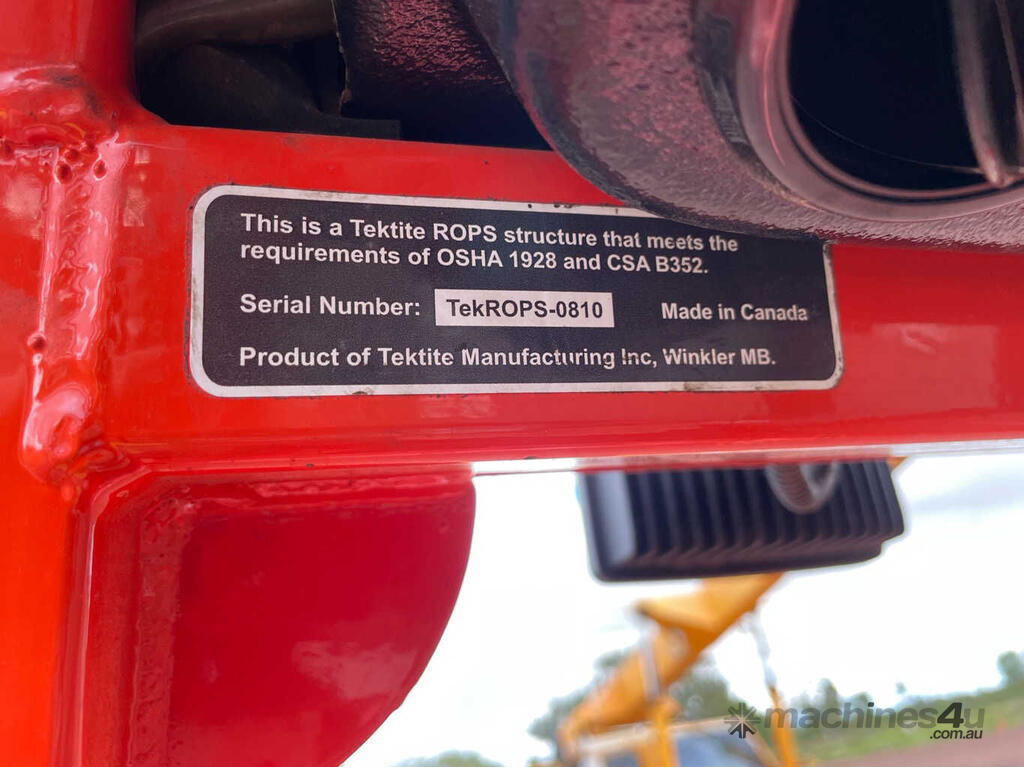 This is a Tektite ROPS structure that meets the
requirements of OSHA 1928 and CSA B352.
Serial Number: TekROPS-0810 Made in Canada
Product of Tektite Manufacturing Inc, Winkler MB.
machines4u
.com.au